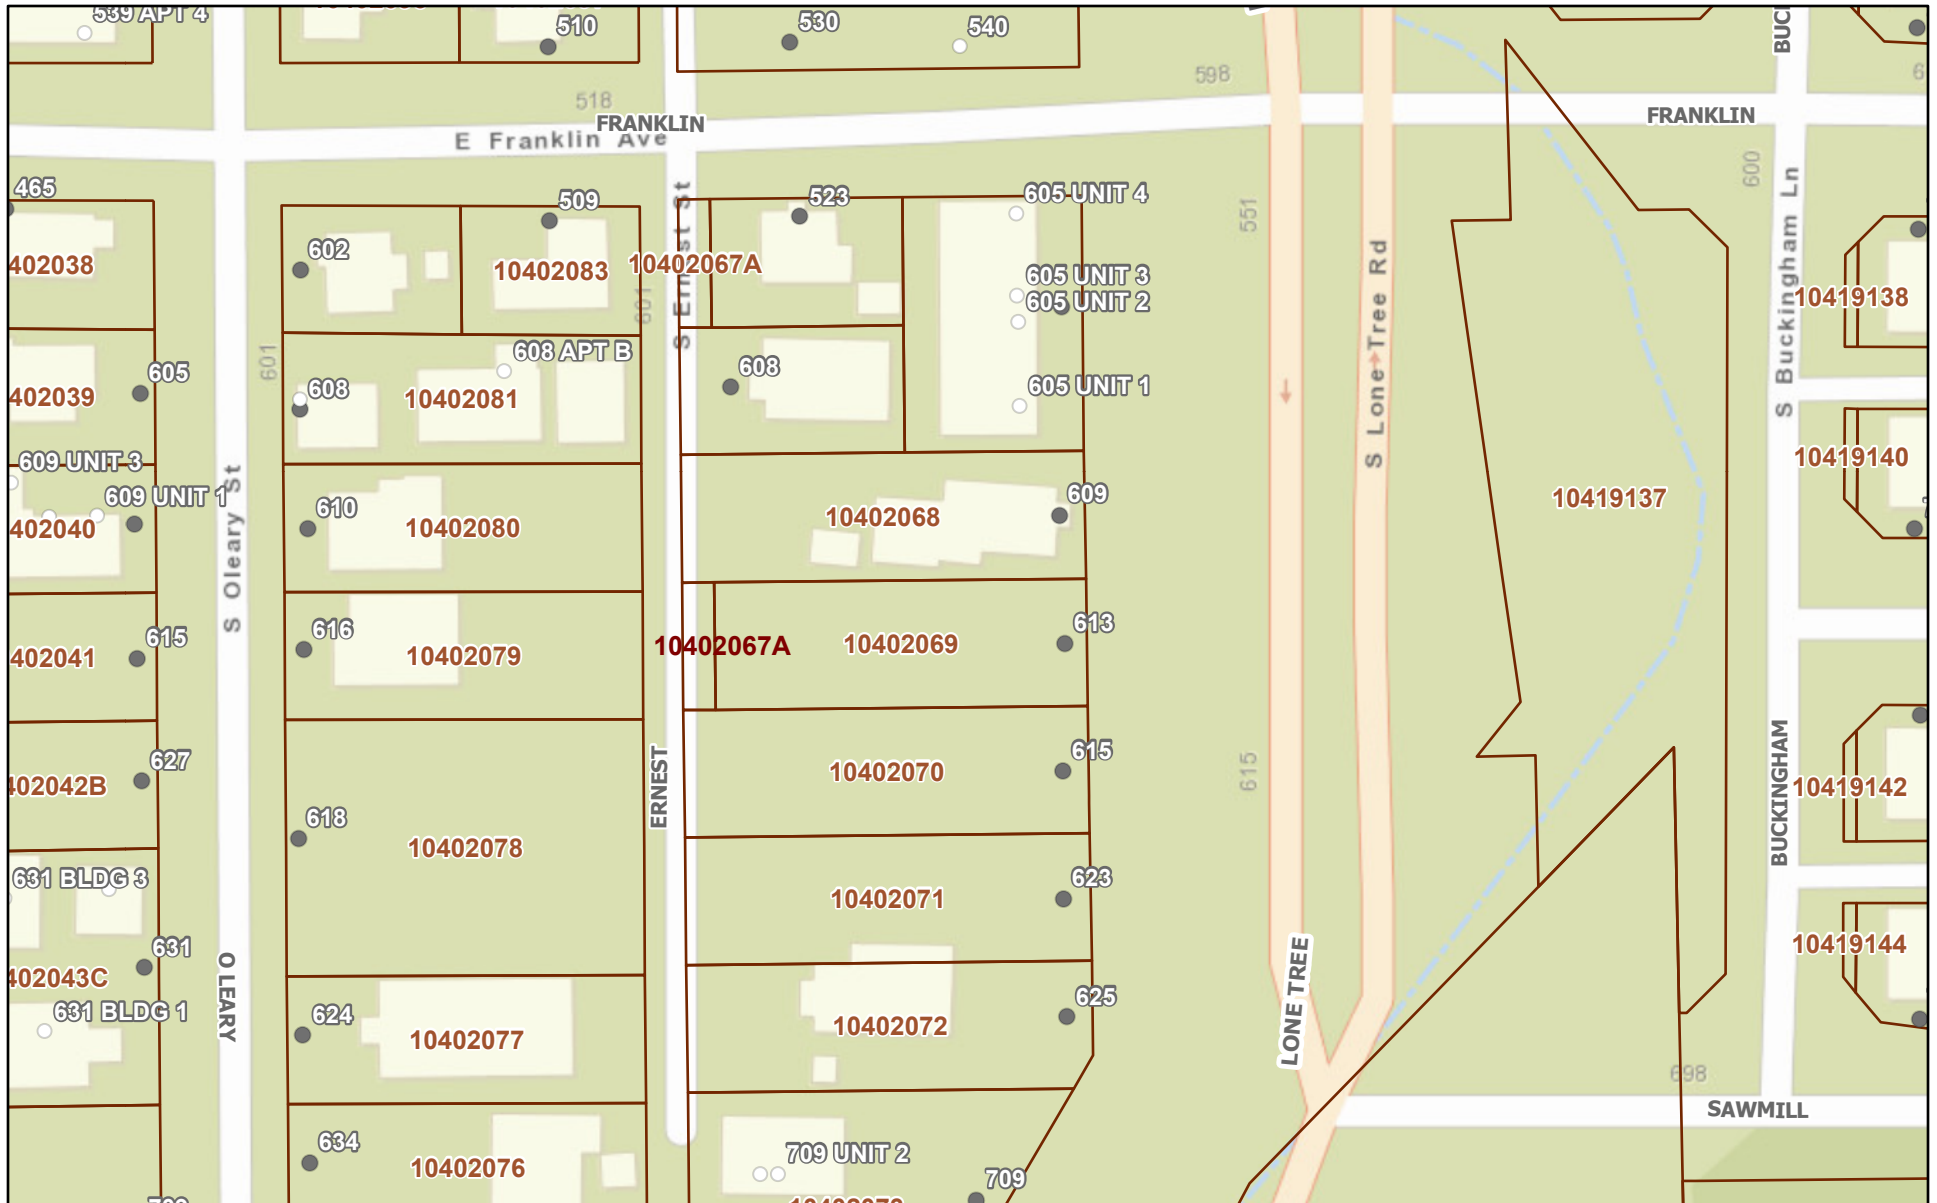 539 APT 4
510
530
540
598
518
FRANKLIN
E Franklin Ave
FRANKLIN
600
465
602
509
523
605 UNIT 4
551
402038
10402083
10402067A
605 UNIT 3
605 UNIT 2
10419138
601
S Ernest St
S Lone Tree Rd
S Buckingham Ln
605
402039
601
608
10402081
608 APT B
608
605 UNIT 1
609 UNIT 3
609 UNIT 1
402040
S Oleary St
610
10402080
10402068
609
10419137
10419140
615
402041
616
10402079
10402067A
10402069
613
627
402042B
618
10402078
ERNEST
10402070
615
615
BUCKINGHAM
10419142
10402071
623
631 BLDG 3
631
402043C
631 BLDG 1
O LEARY
624
10402077
10402072
625
LONE TREE
10419144
698
SAWMILL
634
10402076
709 UNIT 2
709